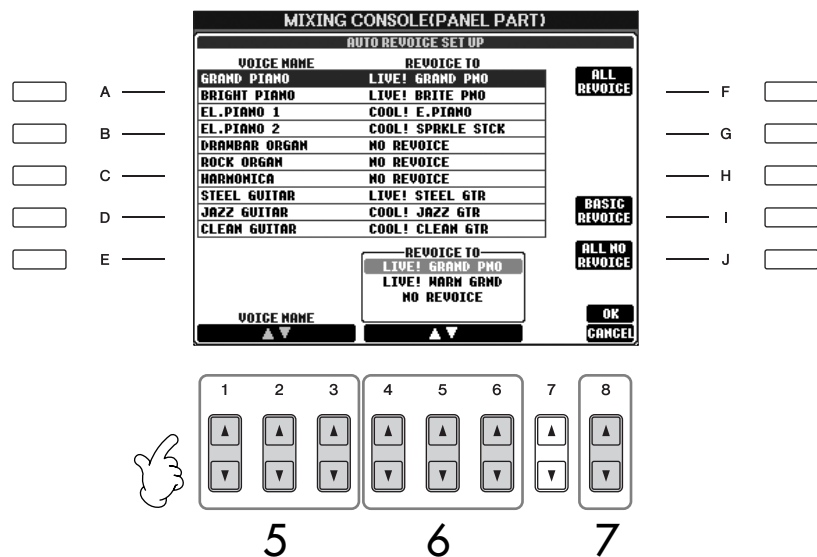 MIXING CONSOLE(PANEL PART)
AUTO REVOICE SET UP
VOICE NAME REVOICE TO
GRAND PIANO LIVE! GRAND PNO
BRIGHT PIANO LIVE! BRITE PNO
EL.PIANO 1 COOL! E.PIANO
EL.PIANO 2 COOL! SPRKLE STCK
DRAWBAR ORGAN NO REVOICE
ROCK ORGAN NO REVOICE
HARMONICA NO REVOICE
STEEL GUITAR LIVE! STEEL GTR
JAZZ GUITAR COOL! JAZZ GTR
CLEAN GUITAR COOL! CLEAN GTR
ALL REVOICE
BASIC REVOICE
ALL NO REVOICE
REVOICE TO
LIVE! GRAND PNO
LIVE! WARM GRND
NO REVOICE
VOICE NAME
OK
CANCEL
A F
B G
C H
D I
E J
1 2 3 4 5 6 7 8
5 6 7